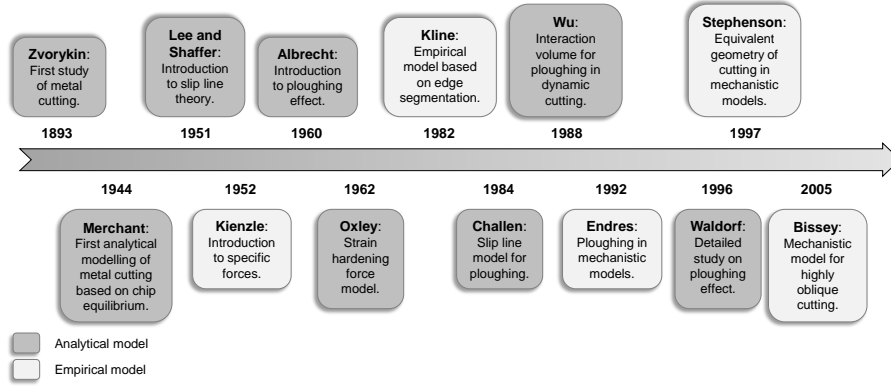 Zvorykin:
First study
of metal
cutting.
Lee and
Shaffer:
Introduction
to slip line
theory.
Albrecht:
Introduction
to ploughing
effect.
Kline:
Empirical
model based
on edge
segmentation.
Wu:
Interaction
volume for
ploughing in
dynamic
cutting.
Stephenson:
Equivalent
geometry of
cutting in
mechanistic
models.
1893
1951
1960
1982
1988
1997
1944
1952
1962
1984
1992
1996
2005
Merchant:
First analytical
modelling of
metal cutting
based on chip
equilibrium.
Kienzle:
Introduction
to specific
forces.
Oxley:
Strain
hardening
force
model.
Challen:
Slip line
model for
ploughing.
Endres:
Ploughing in
mechanistic
models.
Waldorf:
Detailed
study on
ploughing
effect.
Bissey:
Mechanistic
model for
highly
oblique
cutting.
Analytical model
Empirical model